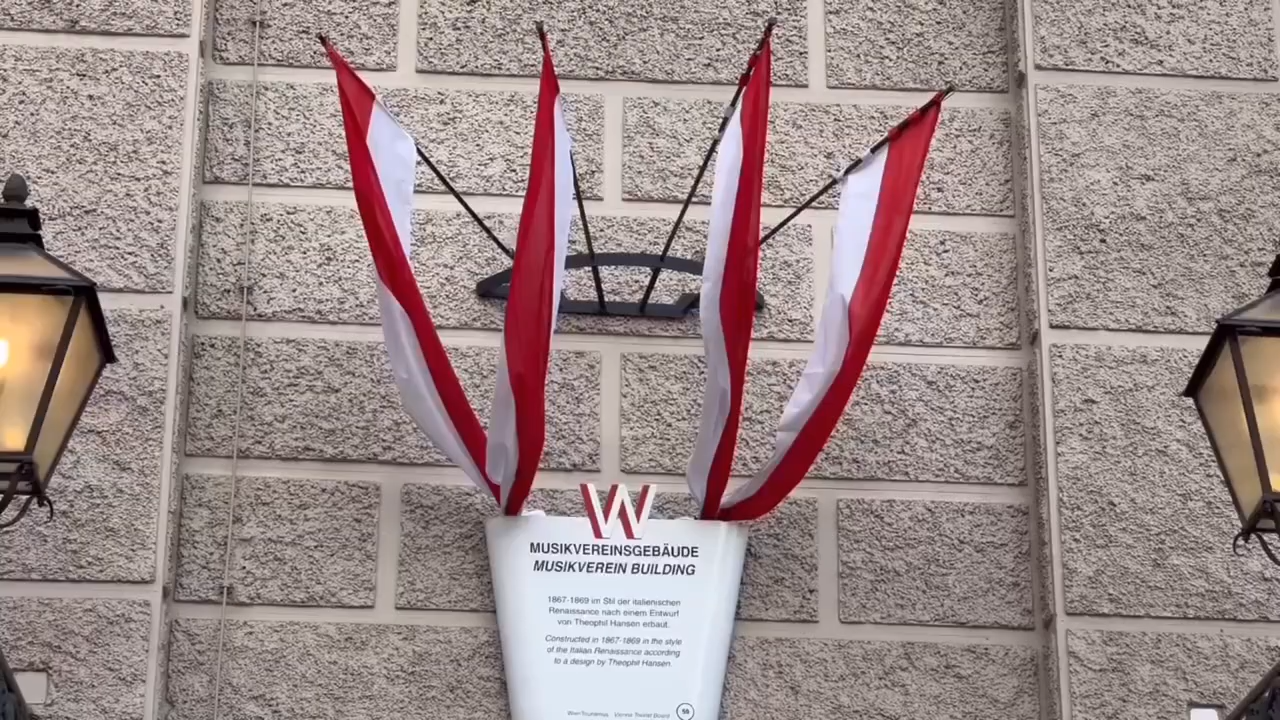 W
MUSIKVEREINSGEBÄUDE
MUSIKVEREIN BUILDING
1867-1869 im Stil der italienischen
Renaissance nach einem Entwurf
von Theophil Hansen erbaut.
Constructed in 1867-1869 in the style
of the Italian Renaissance according
to a design by Theophil Hansen.
WienTourismus Vienna Tourist Board